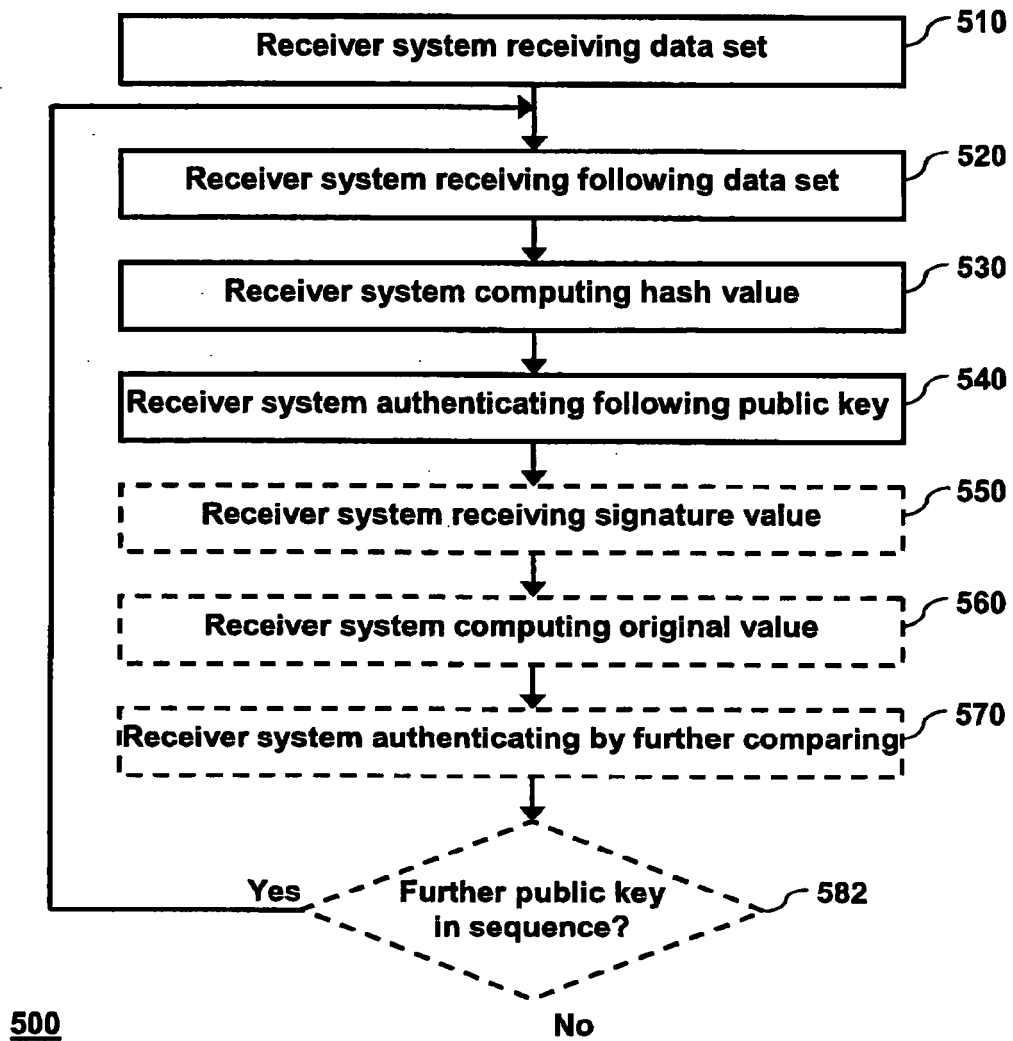 Receiver system receiving data set
510
Receiver system receiving following data set
520
Receiver system computing hash value
530
Receiver system authenticating following public key
540
Receiver system receiving signature value
550
Receiver system computing original value
560
Receiver system authenticating by further comparing
570
Yes
Further public key
in sequence?
582
500
No